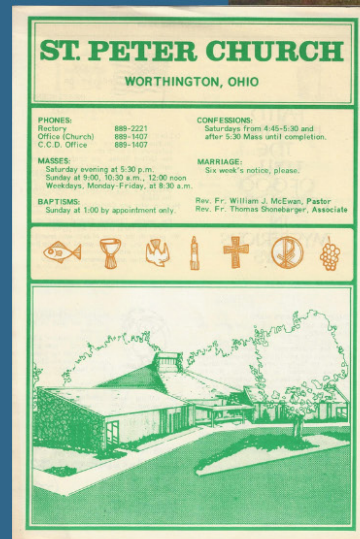 ST. PETER CHURCH
WORTHINGTON, OHIO
PHONES:
Rectory 889-2221
Office (Church) 889-1407
C.C.D. Office 889-1407
MASSES:
Saturday evening at 5:30 p.m.
Sunday at 9:00, 10:30 a.m., 12:00 noon
Weekdays, Monday-Friday, at 8:30 a.m.
BAPTISMS:
Sunday at 1:00 by appointment only.
CONFESSIONS:
Saturdays from 4:45-5:30 and
after 5:30 Mass until completion.
MARRIAGE:
Six week's notice, please.
Rev. Fr. William J. McEwan, Pastor
Rev. Fr. Thomas Shonebarger, Associate